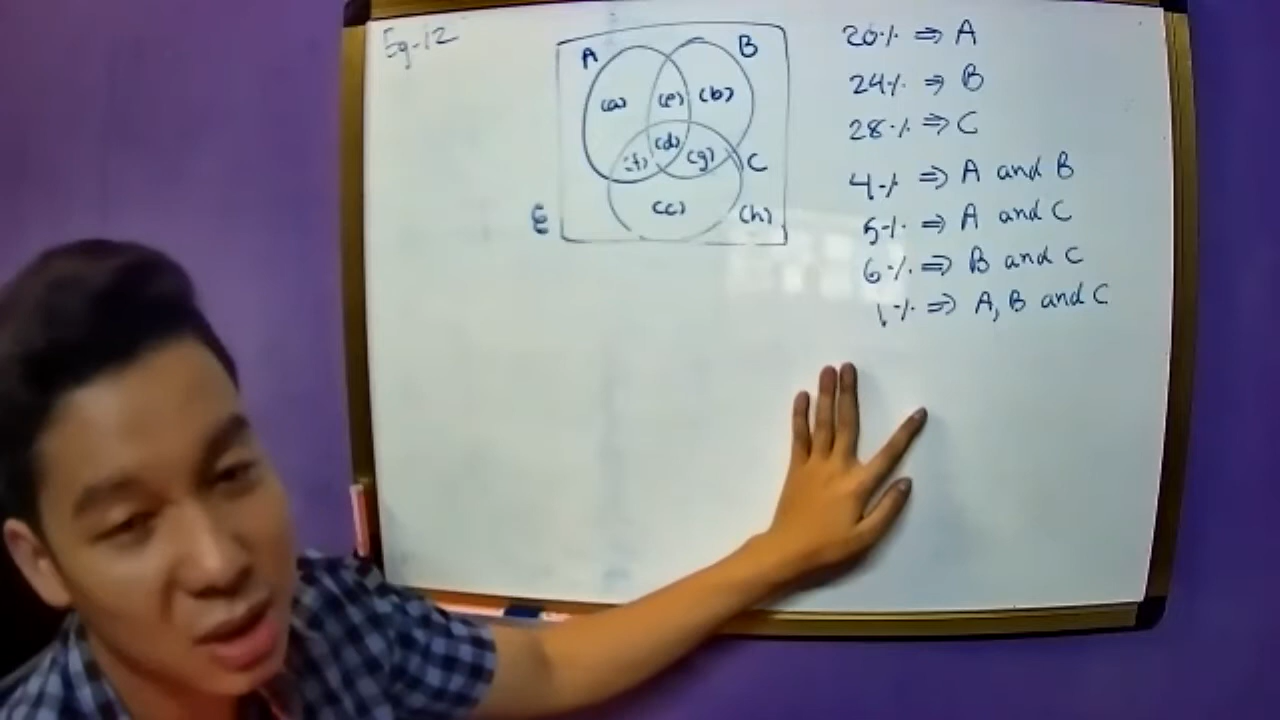 Eg-12
A
B
(a) (e) (b)
(d)
(f) (g) C
(c)
ξ (h)
20% ⇒ A
24% ⇒ B
28% ⇒ C
4% ⇒ A and B
5% ⇒ A and C
6% ⇒ B and C
1% ⇒ A, B and C